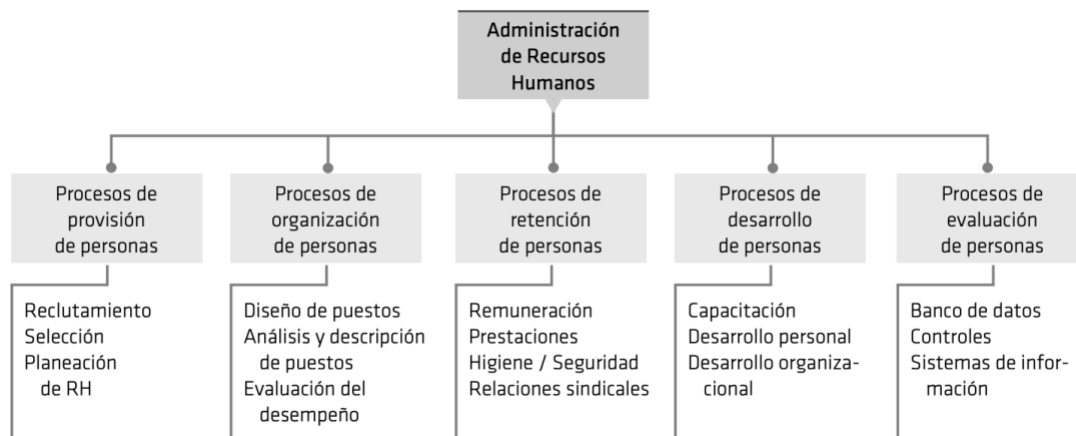 Administración
de Recursos
Humanos
Procesos de
provisión
de personas
Reclutamiento
Selección
Planeación
de RH
Procesos de
organización
de personas
Diseño de puestos
Análisis y descripción
de puestos
Evaluación del
desempeño
Procesos de
retención
de personas
Remuneración
Prestaciones
Higiene / Seguridad
Relaciones sindicales
Procesos de
desarrollo
de personas
Capacitación
Desarrollo personal
Desarrollo organiza-
cional
Procesos de
evaluación
de personas
Banco de datos
Controles
Sistemas de infor-
mación